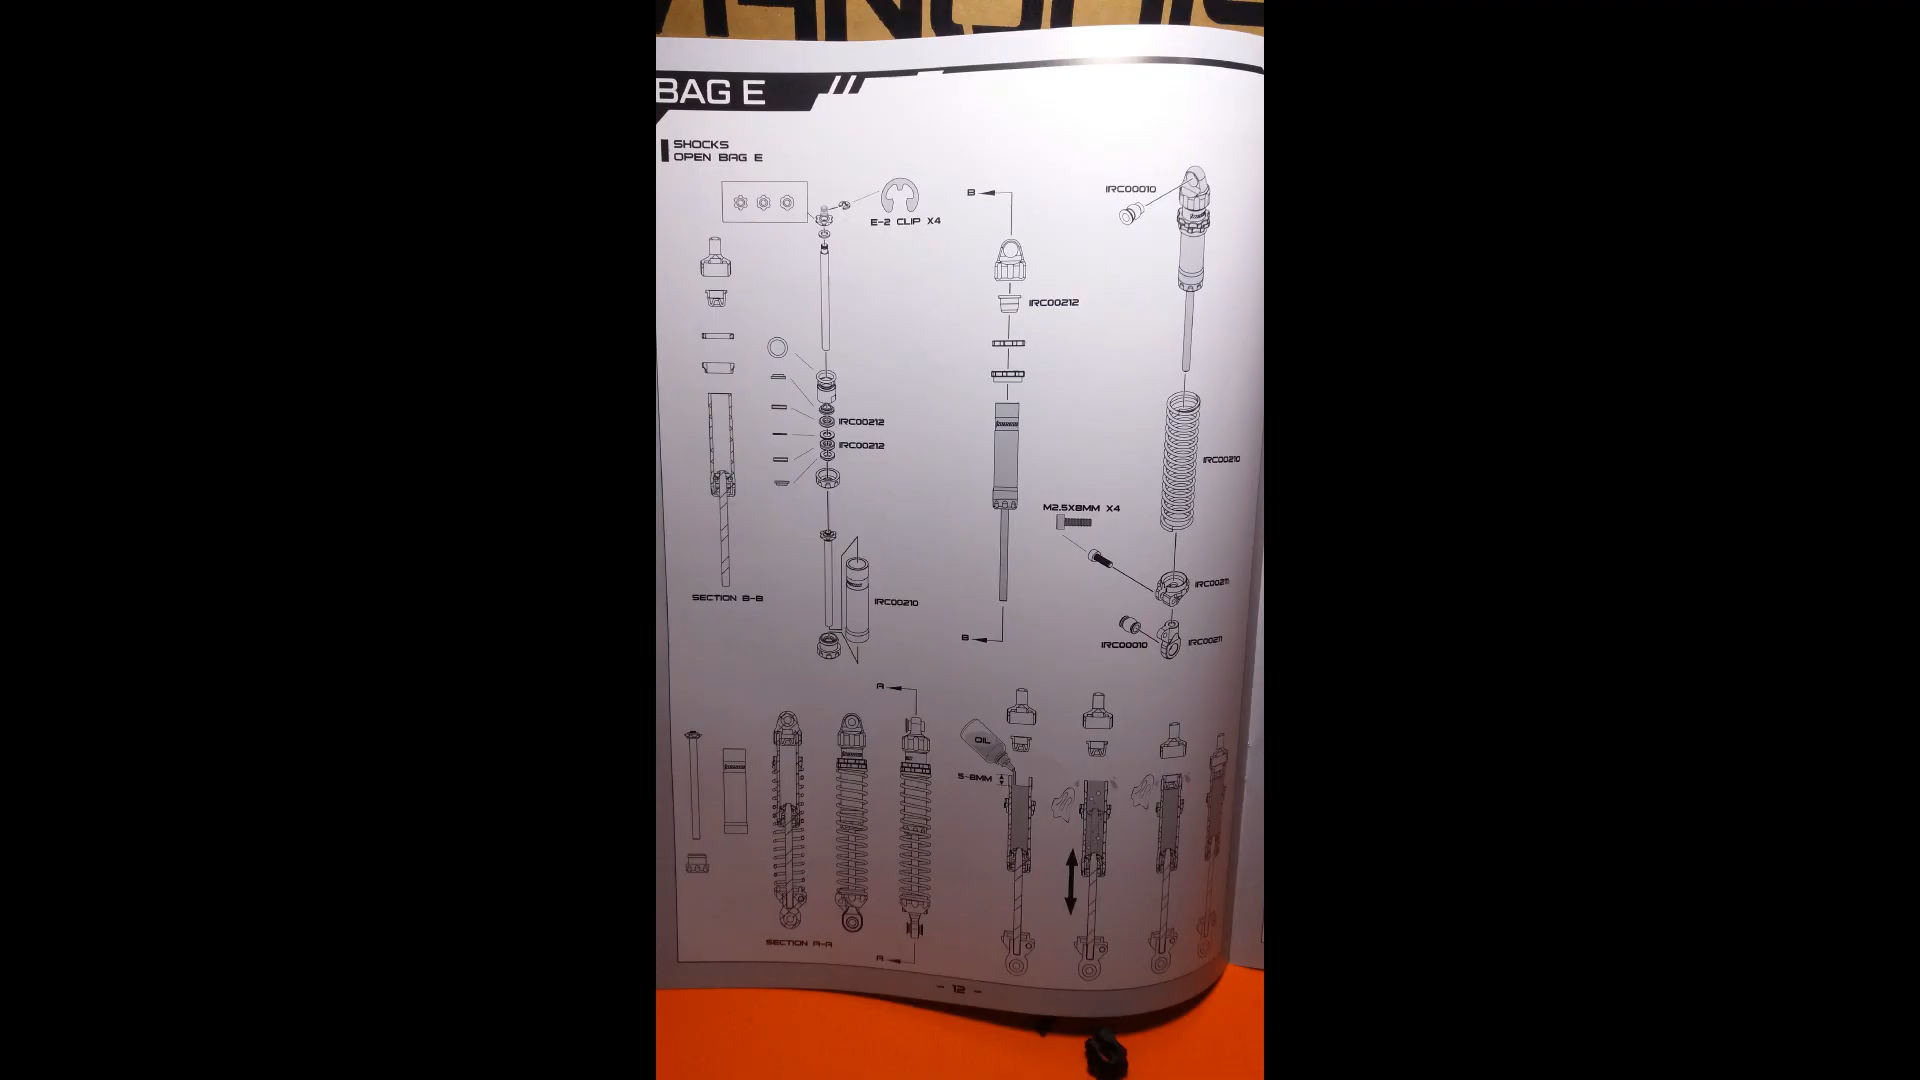 BAG E
SHOCKS
OPEN BAG E
E-2 CLIP X4
B
IRC00010
IRC00212
IRC00212
IRC00212
IRC00210
M2.5X8MM X4
IRC00211
SECTION B-B
IRC00210
B
IRC00010
IRC00211
A
OIL
5-8MM
SECTION A-A
A
- 12 -